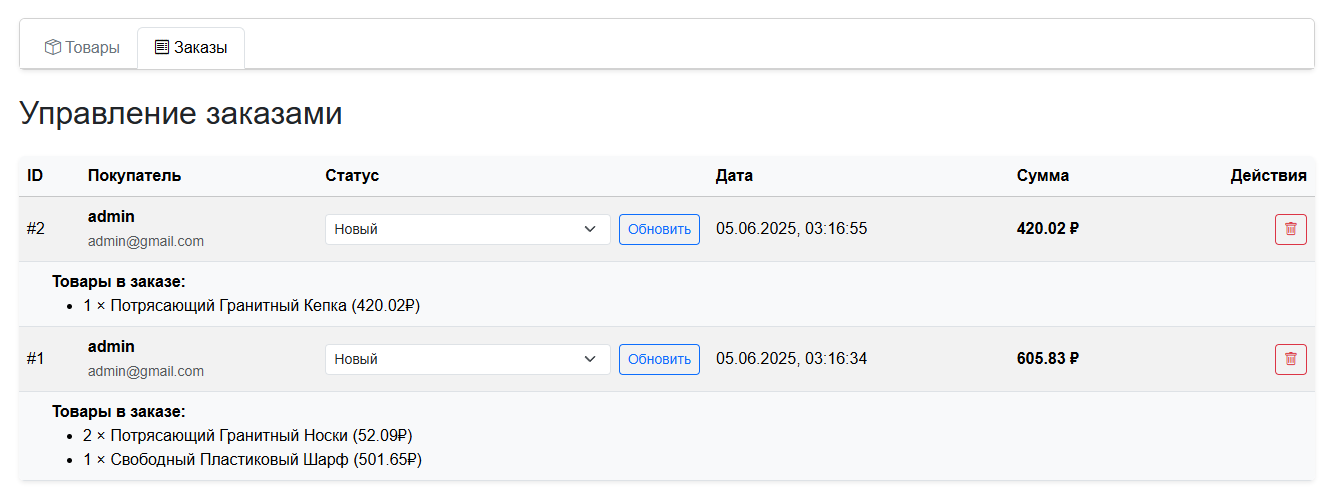 Товары Заказы
Управление заказами
ID Покупатель Статус Дата Сумма Действия
#2 admin Новый Обновить 05.06.2025, 03:16:55 420.02 ₽
admin@gmail.com
Товары в заказе:
• 1 × Потрясающий Гранитный Кепка (420.02₽)
#1 admin Новый Обновить 05.06.2025, 03:16:34 605.83 ₽
admin@gmail.com
Товары в заказе:
• 2 × Потрясающий Гранитный Носки (52.09₽)
• 1 × Свободный Пластиковый Шарф (501.65₽)